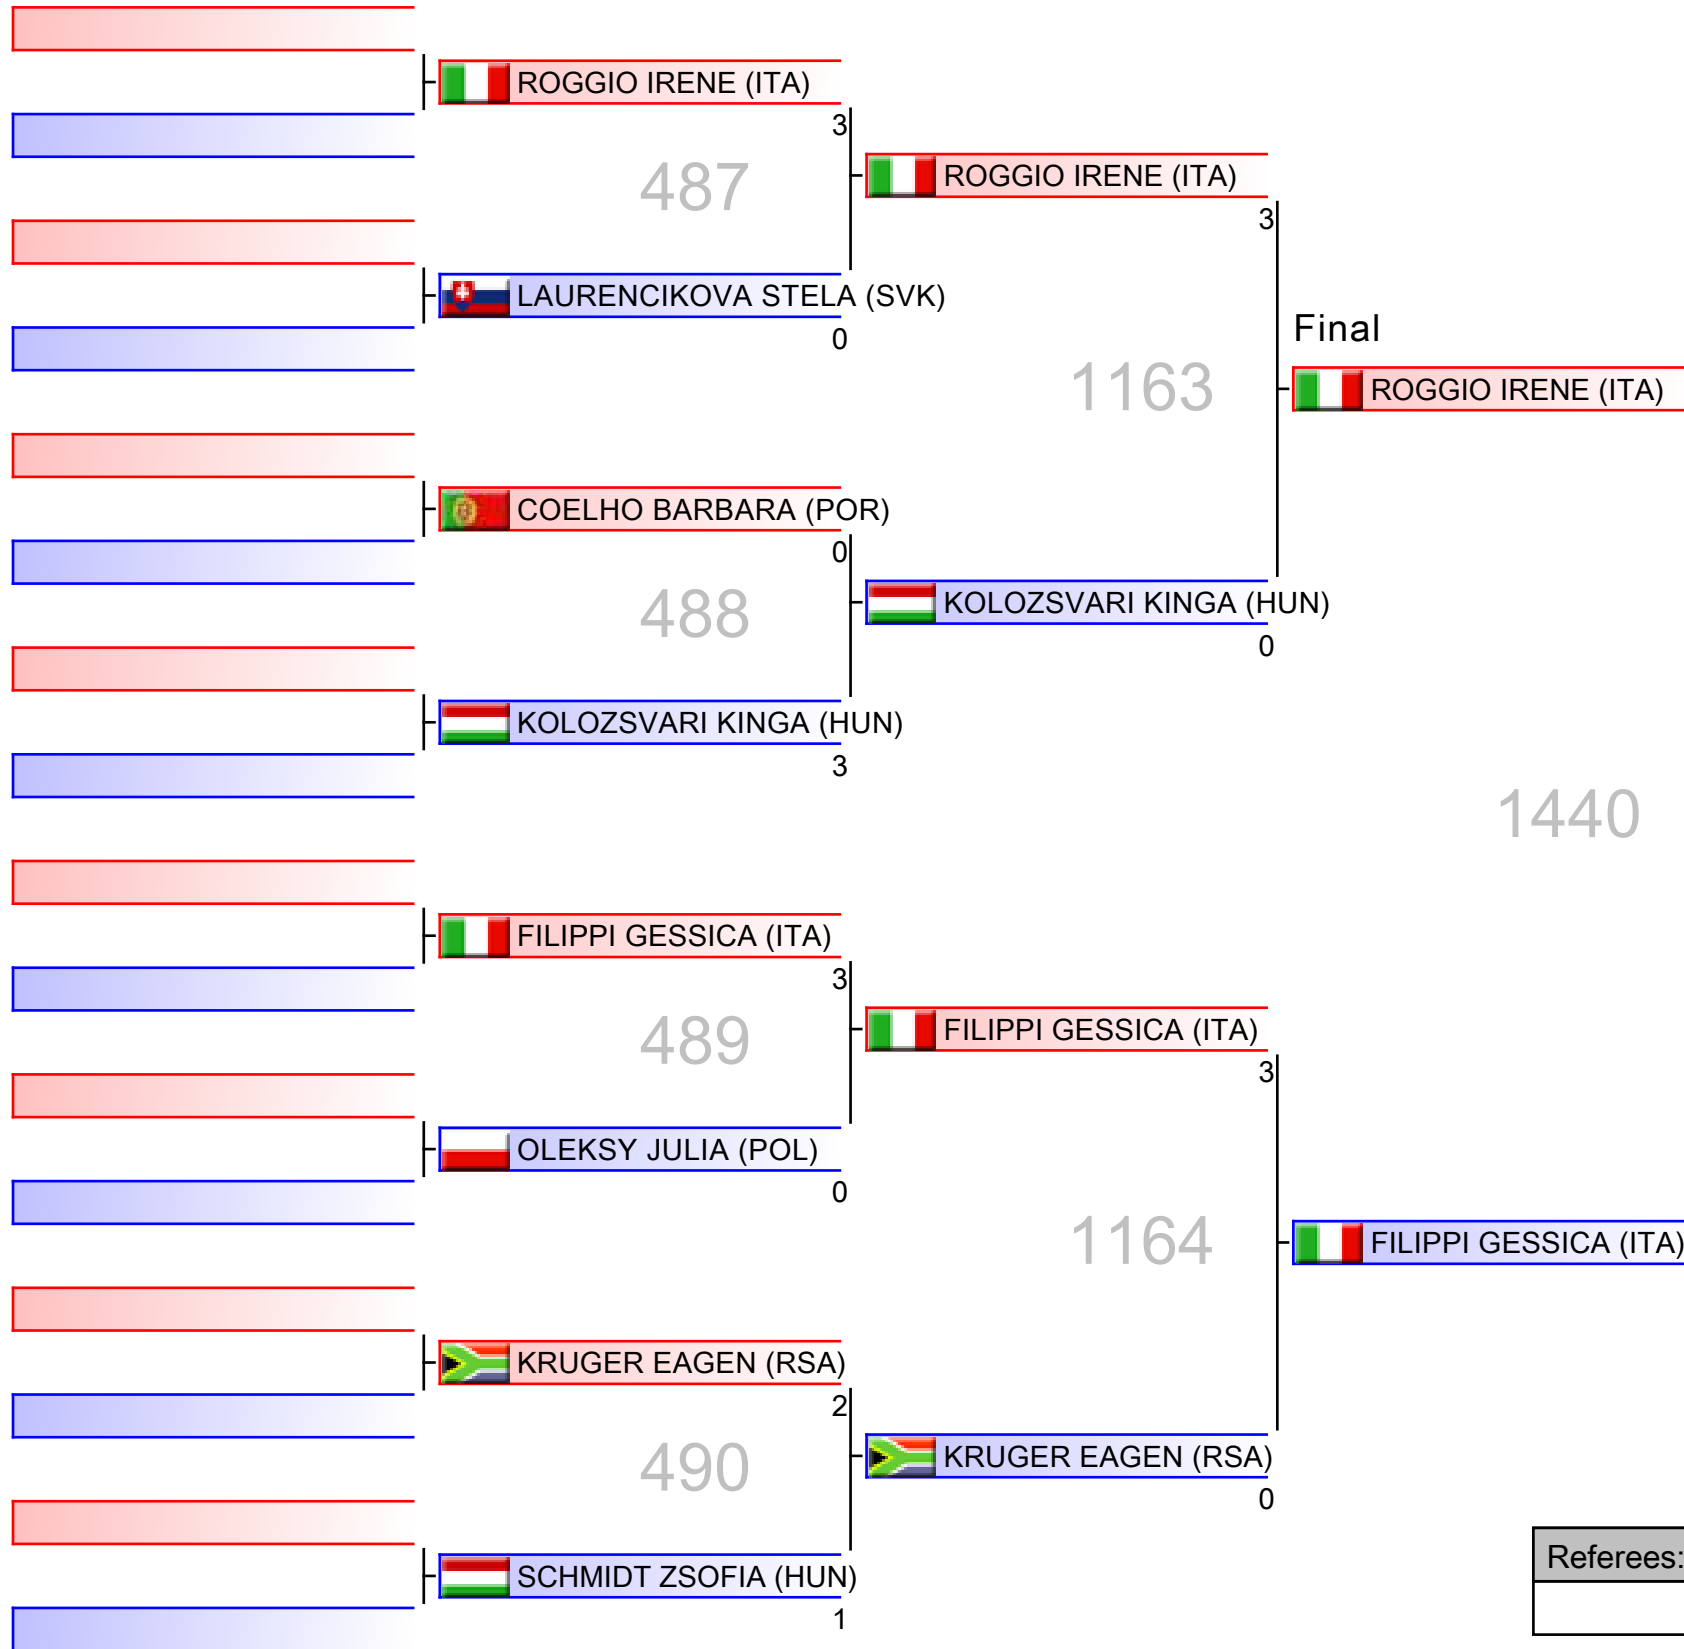 ROGGIO IRENE (ITA)
3
487
ROGGIO IRENE (ITA)
3
LAURENCIKOVA STELA (SVK)
0
Final
1163
ROGGIO IRENE (ITA)
COELHO BARBARA (POR)
0
488
KOLOZSVARI KINGA (HUN)
0
KOLOZSVARI KINGA (HUN)
3
1440
FILIPPI GESSICA (ITA)
3
489
FILIPPI GESSICA (ITA)
3
OLEKSY JULIA (POL)
0
1164
FILIPPI GESSICA (ITA)
KRUGER EAGEN (RSA)
2
490
KRUGER EAGEN (RSA)
0
SCHMIDT ZSOFIA (HUN)
1
Referees: